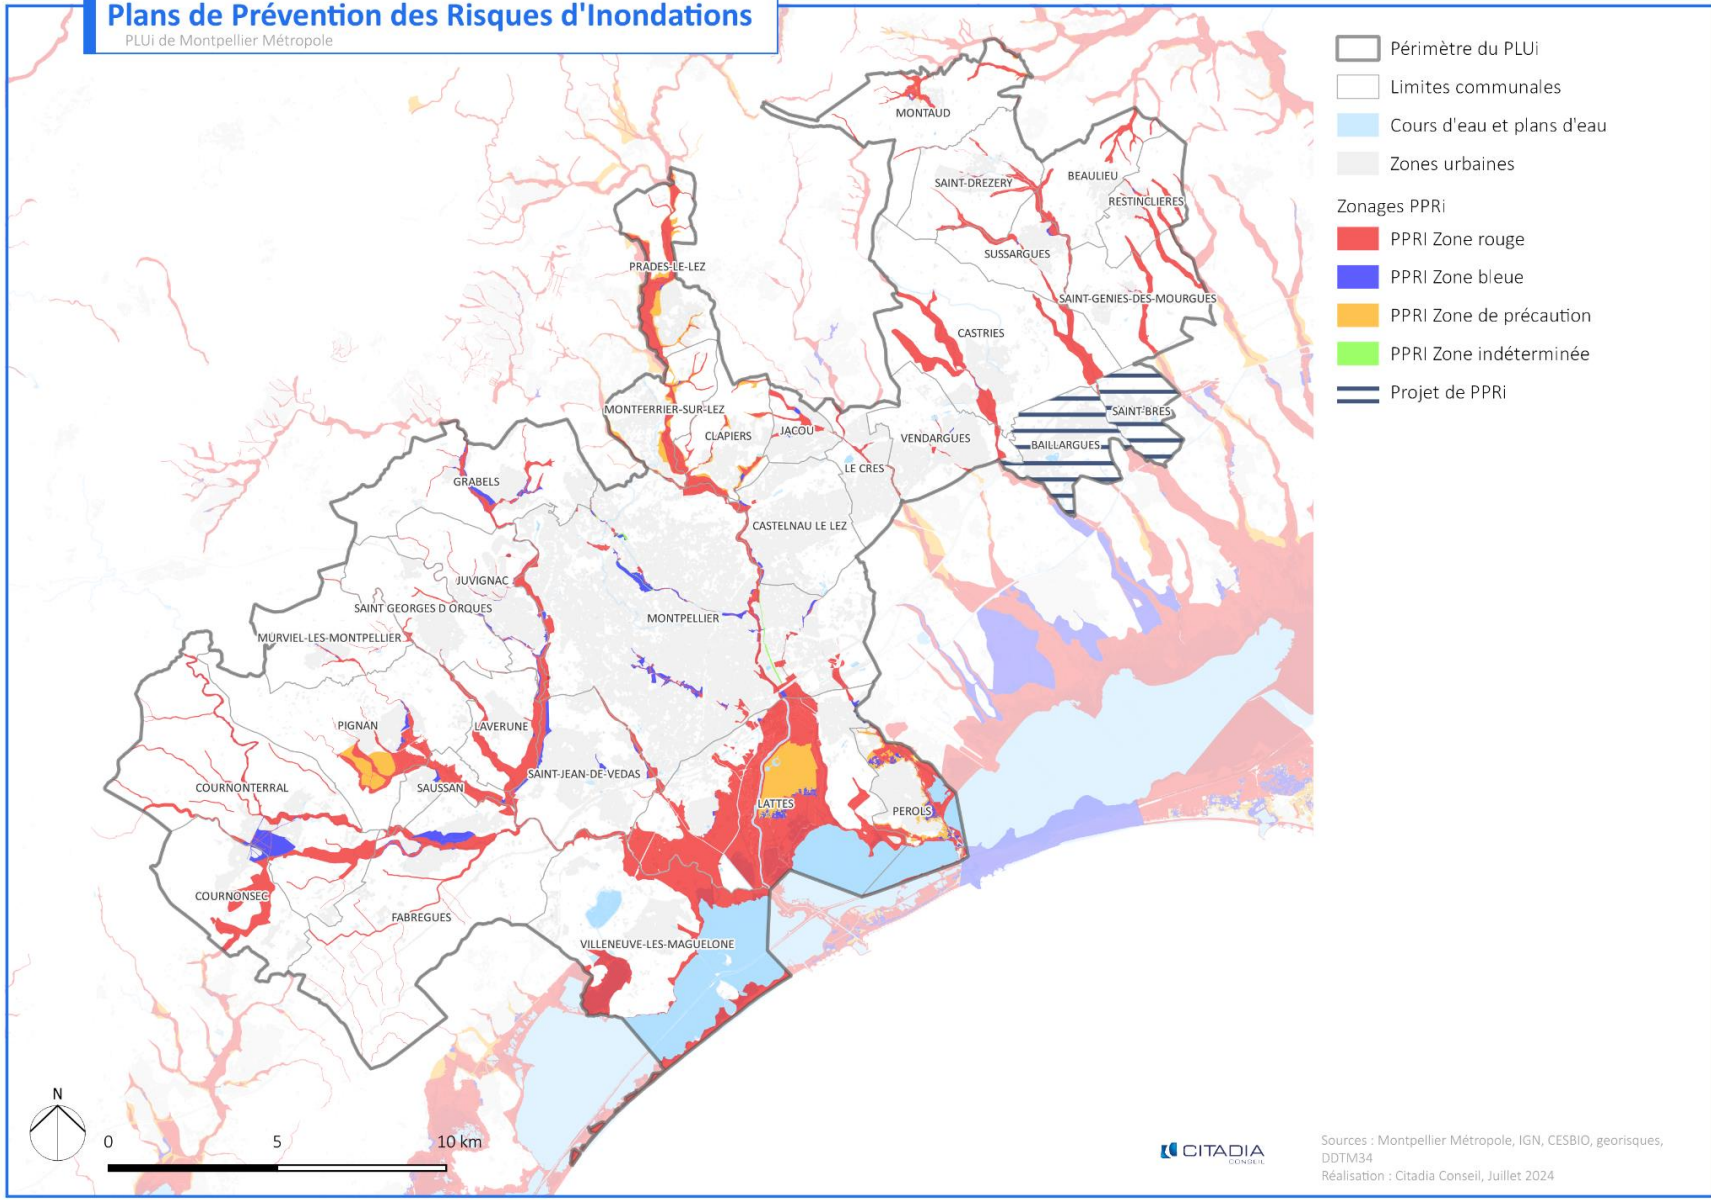 Plans de Prévention des Risques d'Inondations
PLUi de Montpellier Métropole
Périmètre du PLUi
Limites communales
Cours d'eau et plans d'eau
Zones urbaines
Zonages PPRi
PPRI Zone rouge
PPRI Zone bleue
PPRI Zone de précaution
PPRI Zone indéterminée
Projet de PPRi
MONTAUD
SAINT-DREZERY
BEAULIEU
RESTINCLIERES
SUSSARGUES
PRADES-LE-LEZ
SAINT-GENIES-DES-MOURGUES
CASTRIES
MONTFERRIER-SUR-LEZ
SAINT-BRES
CLAPIERS
JACOU
VENDARGUES
BAILLARGUES
LE CRES
GRABELS
CASTELNAU LE LEZ
JUVIGNAC
SAINT GEORGES D ORQUES
MONTPELLIER
MURVIEL-LES-MONTPELLIER
PIGNAN
LAVERUNE
SAINT-JEAN-DE-VEDAS
COURNONTERRAL
SAUSSAN
LATTES
PEROLS
COURNONSEC
FABREGUES
VILLENEUVE-LES-MAGUELONE
N
0 5 10 km
CITADIA
CONSEIL
Sources : Montpellier Métropole, IGN, CESBIO, georisques,
DDTM34
Réalisation : Citadia Conseil, Juillet 2024